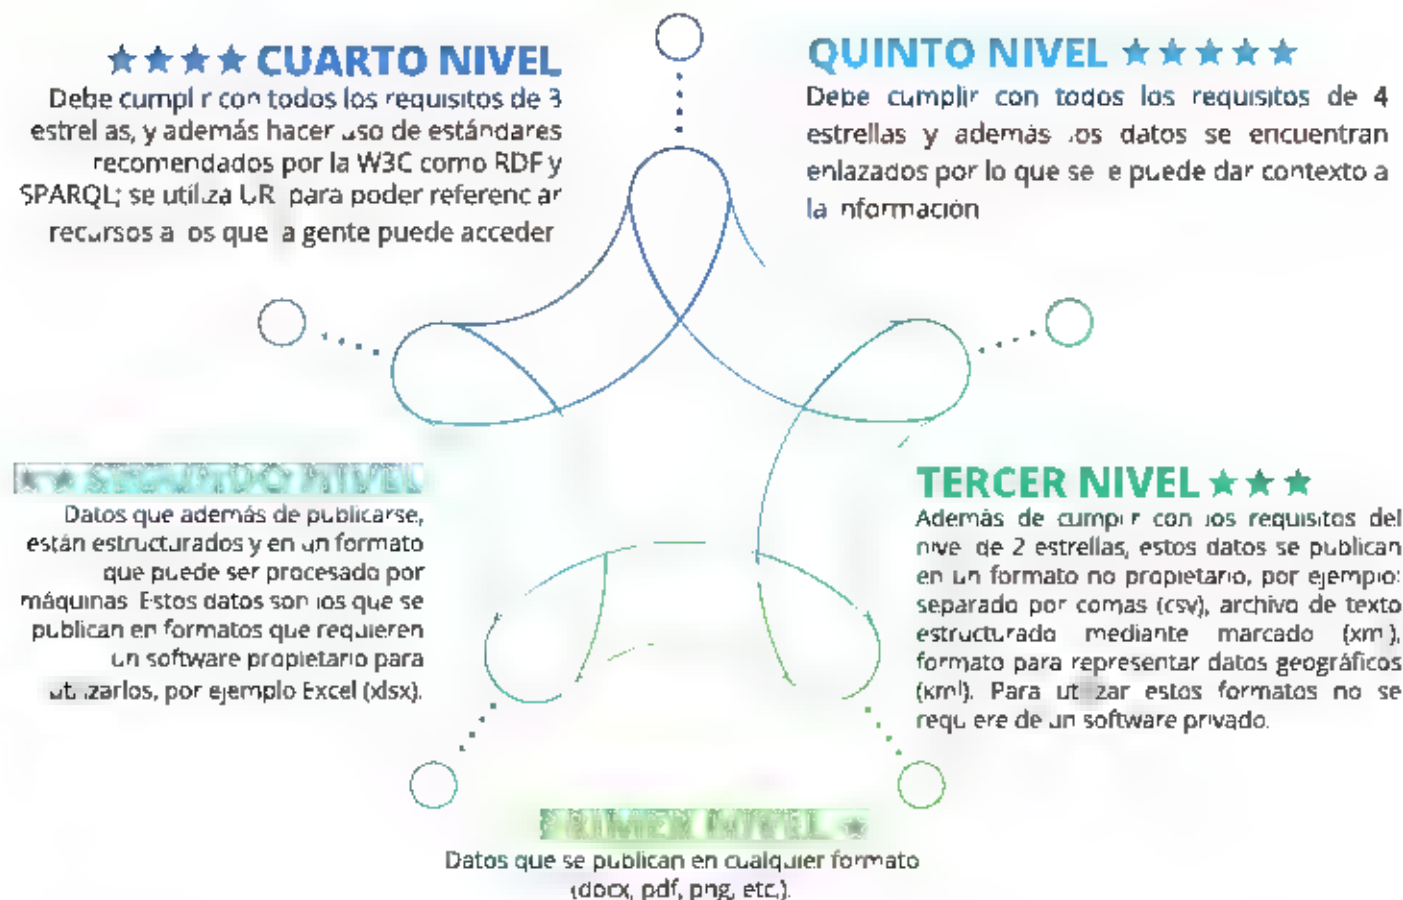 ★★★★ CUARTO NIVEL
Debe cumplir con todos los requisitos de 3
estrellas, y además hacer uso de estándares
recomendados por la W3C como RDF y
SPARQL; se utiliza URI para poder referenciar
recursos a los que la gente puede acceder
QUINTO NIVEL ★★★★★
Debe cumplir con todos los requisitos de 4
estrellas y además los datos se encuentran
enlazados por lo que se le puede dar contexto a
la información
★★ SEGUNDO NIVEL
Datos que además de publicarse,
están estructurados y en un formato
que puede ser procesado por
máquinas Estos datos son los que se
publican en formatos que requieren
un software propietario para
utilizarlos, por ejemplo Excel (xlsx).
TERCER NIVEL ★★★
Además de cumplir con los requisitos del
nivel de 2 estrellas, estos datos se publican
en un formato no propietario, por ejemplo:
separado por comas (csv), archivo de texto
estructurado mediante marcado (xml),
formato para representar datos geográficos
(kml). Para utilizar estos formatos no se
requiere de un software privado.
PRIMER NIVEL ★
Datos que se publican en cualquier formato
(docx, pdf, png, etc.).